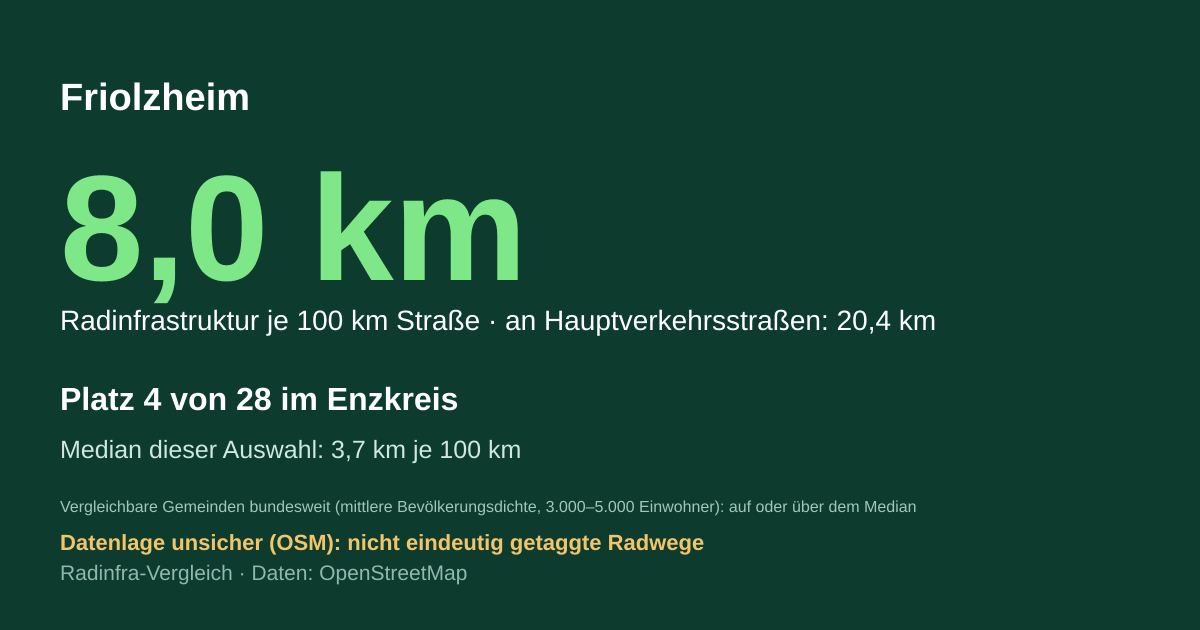 Friolzheim
8,0 km
Radinfrastruktur je 100 km Straße · an Hauptverkehrsstraßen: 20,4 km
Platz 4 von 28 im Enzkreis
Median dieser Auswahl: 3,7 km je 100 km
Vergleichbare Gemeinden bundesweit (mittlere Bevölkerungsdichte, 3.000–5.000 Einwohner): auf oder über dem Median
Datenlage unsicher (OSM): nicht eindeutig getaggte Radwege
Radinfra-Vergleich · Daten: OpenStreetMap